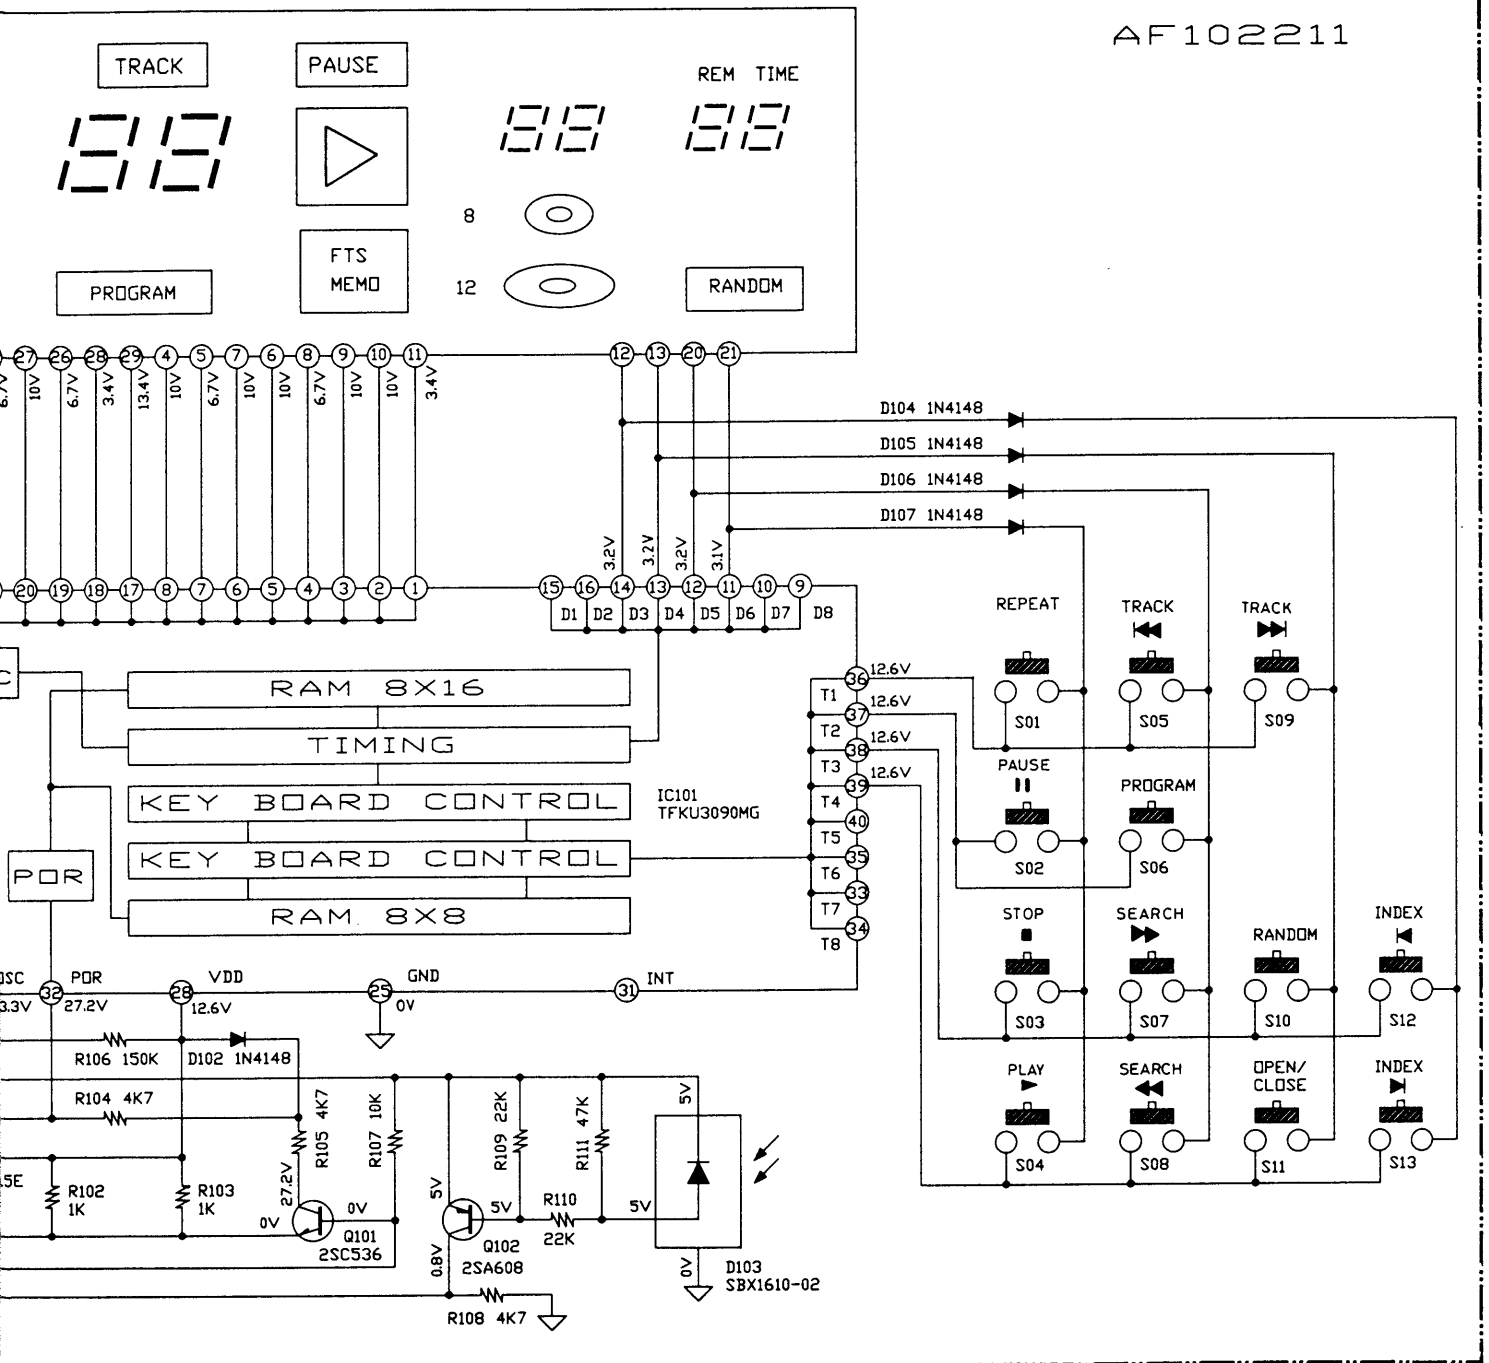 AF102211
TRACK
PAUSE
REM TIME
88
88 88
8
FTS
MEMO
12
PROGRAM
RANDOM
27 26 28 29 4 5 7 6 8 9 10 11
12 13 20 21
6.7V 10V 6.7V 3.4V 13.4V 10V 6.7V 10V 10V 6.7V 10V 10V 3.4V
D104 1N4148
D105 1N4148
D106 1N4148
D107 1N4148
3.2V 3.2V 3.2V 3.1V
20 19 18 17 8 7 6 5 4 3 2 1
15 16 14 13 12 11 10 9
D1 D2 D3 D4 D5 D6 D7 D8
REPEAT
TRACK
TRACK
C
RAM 8X16
TIMING
KEY BOARD CONTROL
KEY BOARD CONTROL
RAM 8X8
IC101
TFKU3090MG
36 12.6V
T1
37 12.6V
T2
38 12.6V
T3
39 12.6V
T4
40
T5
35
T6
33
T7
34
T8
S01
S05
S09
PAUSE
PROGRAM
S02
S06
POR
STOP
SEARCH
RANDOM
INDEX
S03
S07
S10
S12
PLAY
SEARCH
OPEN/
CLOSE
INDEX
S04
S08
S11
S13
OSC
3.3V
32
POR
27.2V
28
VDD
12.6V
25
GND
0V
31
INT
R106 150K
D102 1N4148
R104 4K7
R105 4K7
R107 10K
R109 22K
R111 47K
5V
15E
R102
1K
R103
1K
27.2V
0V
0V
Q101
2SC536
5V
5V
R110
22K
5V
Q102
2SA608
0.8V
R108 4K7
0V
D103
SBX1610-02